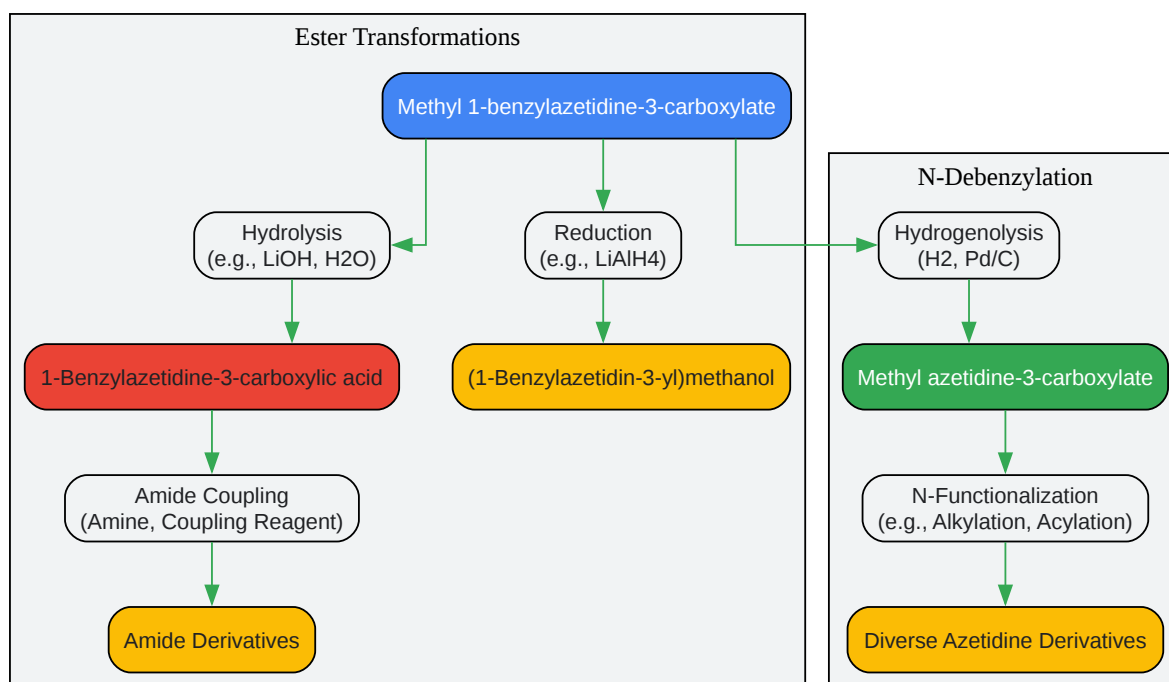 Ester Transformations
Methyl 1-benzylazetidine-3-carboxylate
N-Debenzylation
Hydrolysis
(e.g., LiOH, H2O)
Reduction
(e.g., LiAlH4)
Hydrogenolysis
(H2, Pd/C)
1-Benzylazetidine-3-carboxylic acid
(1-Benzylazetidin-3-yl)methanol
Methyl azetidine-3-carboxylate
Amide Coupling
(Amine, Coupling Reagent)
N-Functionalization
(e.g., Alkylation, Acylation)
Amide Derivatives
Diverse Azetidine Derivatives